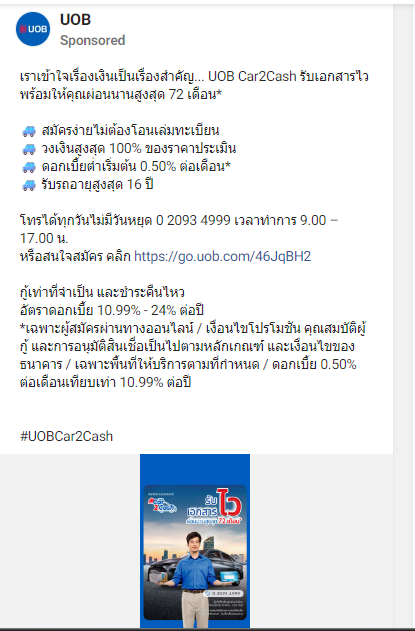 UOB
Sponsored
UOB
เราเข้าใจเรื่องเงินเป็นเรื่องสำคัญ... UOB Car2Cash รับเอกสารไว
พร้อมให้คุณผ่อนนานสูงสุด 72 เดือน*
🚙 สมัครง่ายไม่ต้องโอนเล่มทะเบียน
🚙 วงเงินสูงสุด 100% ของราคาประเมิน
🚙 ดอกเบี้ยต่ำเริ่มต้น 0.50% ต่อเดือน*
🚙 รับรถอายุสูงสุด 16 ปี
โทรได้ทุกวันไม่มีวันหยุด 0 2093 4999 เวลาทำการ 9.00 –
17.00 น.
หรือสนใจสมัคร คลิก https://go.uob.com/46JqBH2
กู้เท่าที่จำเป็น และชำระคืนไหว
อัตราดอกเบี้ย 10.99% - 24% ต่อปี
*เฉพาะผู้สมัครผ่านทางออนไลน์ / เงื่อนไขโปรโมชัน คุณสมบัติผู้
กู้ และการอนุมัติสินเชื่อเป็นไปตามหลักเกณฑ์ และเงื่อนไขของ
ธนาคาร / เฉพาะพื้นที่ให้บริการตามที่กำหนด / ดอกเบี้ย 0.50%
ต่อเดือนเทียบเท่า 10.99% ต่อปี
#UOBCar2Cash
รับ
เอกสาร ไว
ผ่อนนานสูงสุด 72 เดือน*
0 2093 4999